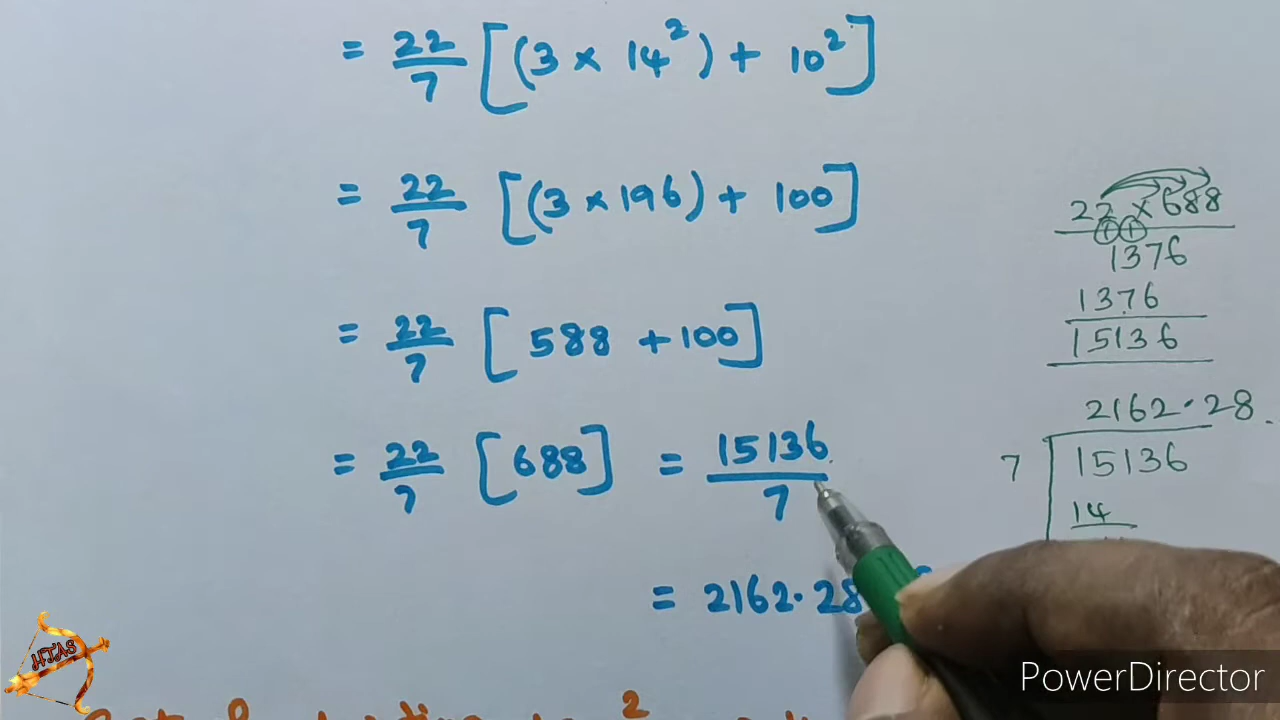 = 22/7 [(3 × 14²) + 10²]
= 22/7 [(3 × 196) + 100]
= 22/7 [588 + 100]
= 22/7 [688] = 15136/7
= 2162.28
22 × 688
1376
1376
15136
2162.28
7 15136
14
HTAS
PowerDirector